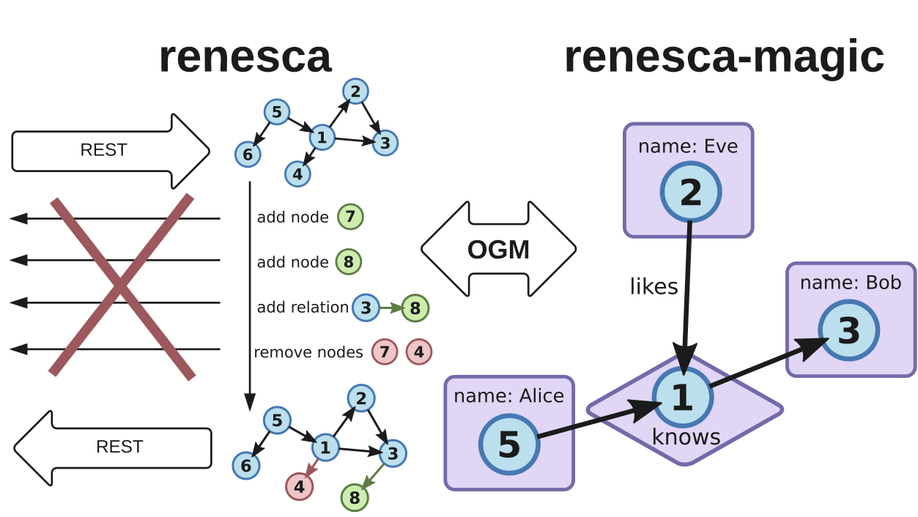 renesca
renesca-magic
REST
5
2
1
3
6
4
add node 7
add node 8
add relation 3 8
remove nodes 7 4
REST
5
2
1
3
6
4
8
OGM
name: Eve
2
likes
name: Bob
3
name: Alice
5
1
knows